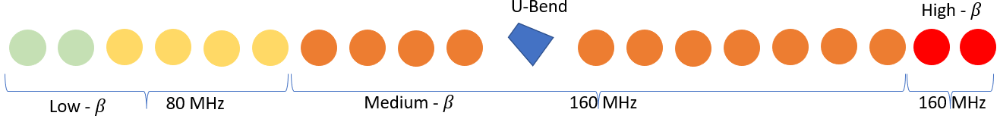 U-Bend
High - β
Low - β
80 MHz
Medium - β
160 MHz
160 MHz